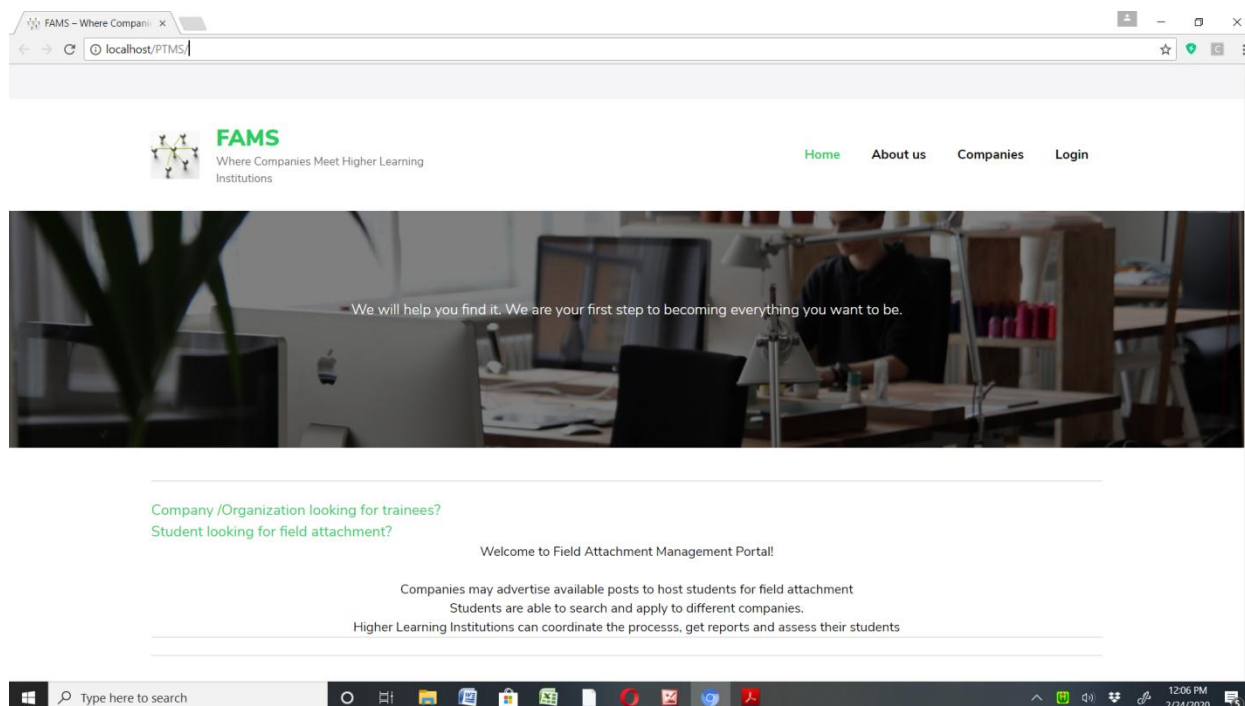 FAMS – Where Compani
localhost/PTMS/
FAMS
Where Companies Meet Higher Learning
Institutions
Home About us Companies Login
We will help you find it. We are your first step to becoming everything you want to be.
Company /Organization looking for trainees?
Student looking for field attachment?
Welcome to Field Attachment Management Portal!
Companies may advertise available posts to host students for field attachment
Students are able to search and apply to different companies.
Higher Learning Institutions can coordinate the processs, get reports and assess their students
Type here to search
12:06 PM
2/24/2020